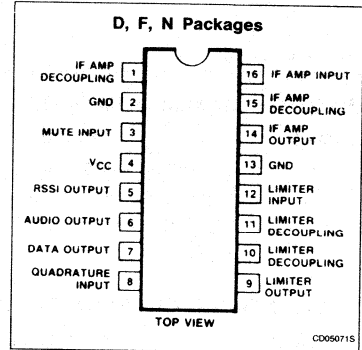 D, F, N Packages
IF AMP
DECOUPLING 1
GND 2
MUTE INPUT 3
VCC 4
RSSI OUTPUT 5
AUDIO OUTPUT 6
DATA OUTPUT 7
QUADRATURE
INPUT 8
16 IF AMP INPUT
15 IF AMP
DECOUPLING
14 IF AMP
OUTPUT
13 GND
12 LIMITER
INPUT
11 LIMITER
DECOUPLING
10 LIMITER
DECOUPLING
9 LIMITER
OUTPUT
TOP VIEW
CD05071S